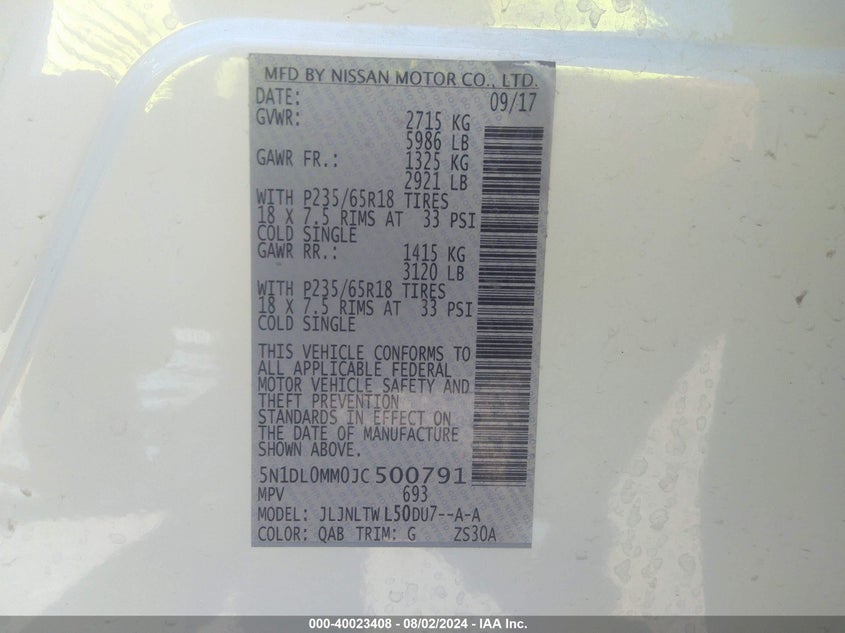 MFD BY NISSAN MOTOR CO., LTD.
DATE: 09/17
GVWR: 2715 KG
5986 LB
GAWR FR.: 1325 KG
2921 LB
WITH P235/65R18 TIRES
18 X 7.5 RIMS AT 33 PSI
COLD SINGLE
GAWR RR.: 1415 KG
3120 LB
WITH P235/65R18 TIRES
18 X 7.5 RIMS AT 33 PSI
COLD SINGLE
THIS VEHICLE CONFORMS TO
ALL APPLICABLE FEDERAL
MOTOR VEHICLE SAFETY AND
THEFT PREVENTION
STANDARDS IN EFFECT ON
THE DATE OF MANUFACTURE
SHOWN ABOVE.
5N1DL0MM0JC 500791
MPV 693
MODEL: JLJNLTW L50DU7--A-A
COLOR: QAB TRIM: G ZS30A
000-40023408 - 08/02/2024 - IAA Inc.